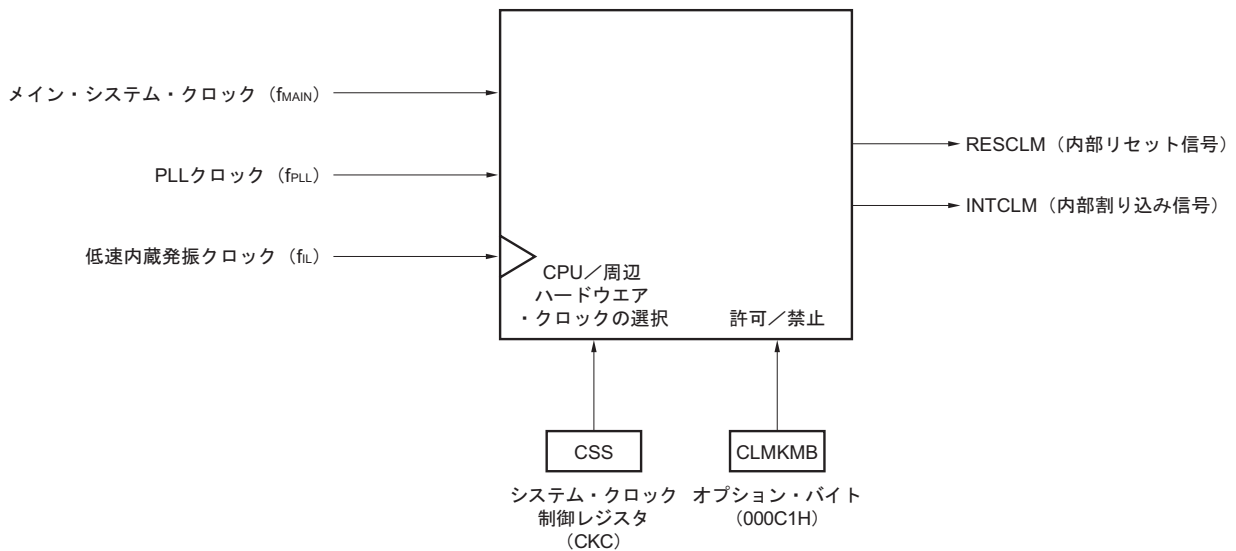 メイン・システム・クロック（fMAIN）
PLLクロック（fPLL）
低速内蔵発振クロック（fIL）
RESCLM（内部リセット信号）
INTCLM（内部割り込み信号）
CPU／周辺
ハードウエア
・クロックの選択
許可／禁止
CSS
CLMKMB
システム・クロック
制御レジスタ
（CKC）
オプション・バイト
（000C1H）